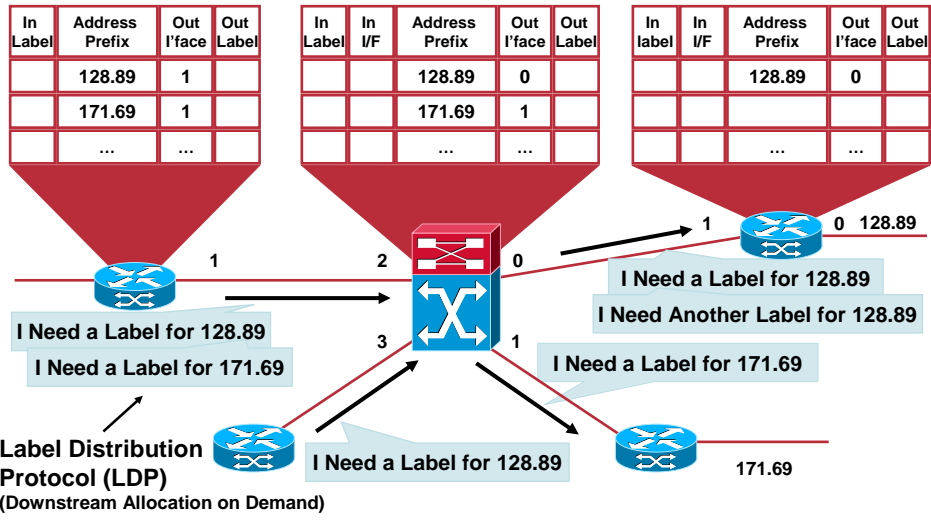 In Label Address Prefix Out I'face Out Label
128.89 1
171.69 1
... ...
In Label In I/F Address Prefix Out I'face Out Label
128.89 0
171.69 1
... ...
In label In I/F Address Prefix Out I'face Out Label
128.89 0
... ...
1
2
0
1
0
128.89
I Need a Label for 128.89
I Need Another Label for 128.89
I Need a Label for 128.89
I Need a Label for 171.69
3
1
I Need a Label for 171.69
Label Distribution
Protocol (LDP)
(Downstream Allocation on Demand)
I Need a Label for 128.89
171.69